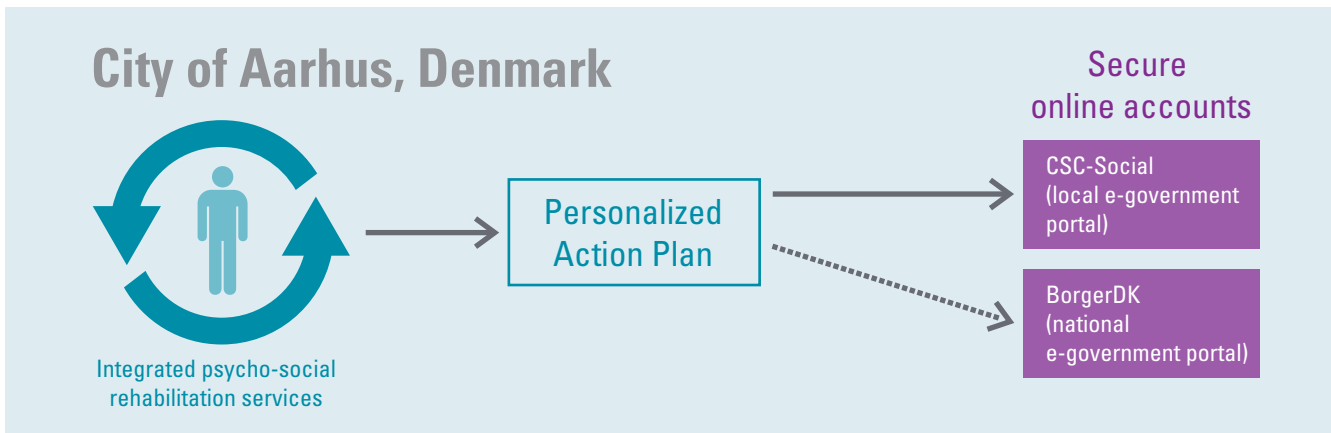 City of Aarhus, Denmark
Integrated psycho-social
rehabilitation services
Personalized
Action Plan
Secure
online accounts
CSC-Social
(local e-government
portal)
BorgerDK
(national
e-government portal)